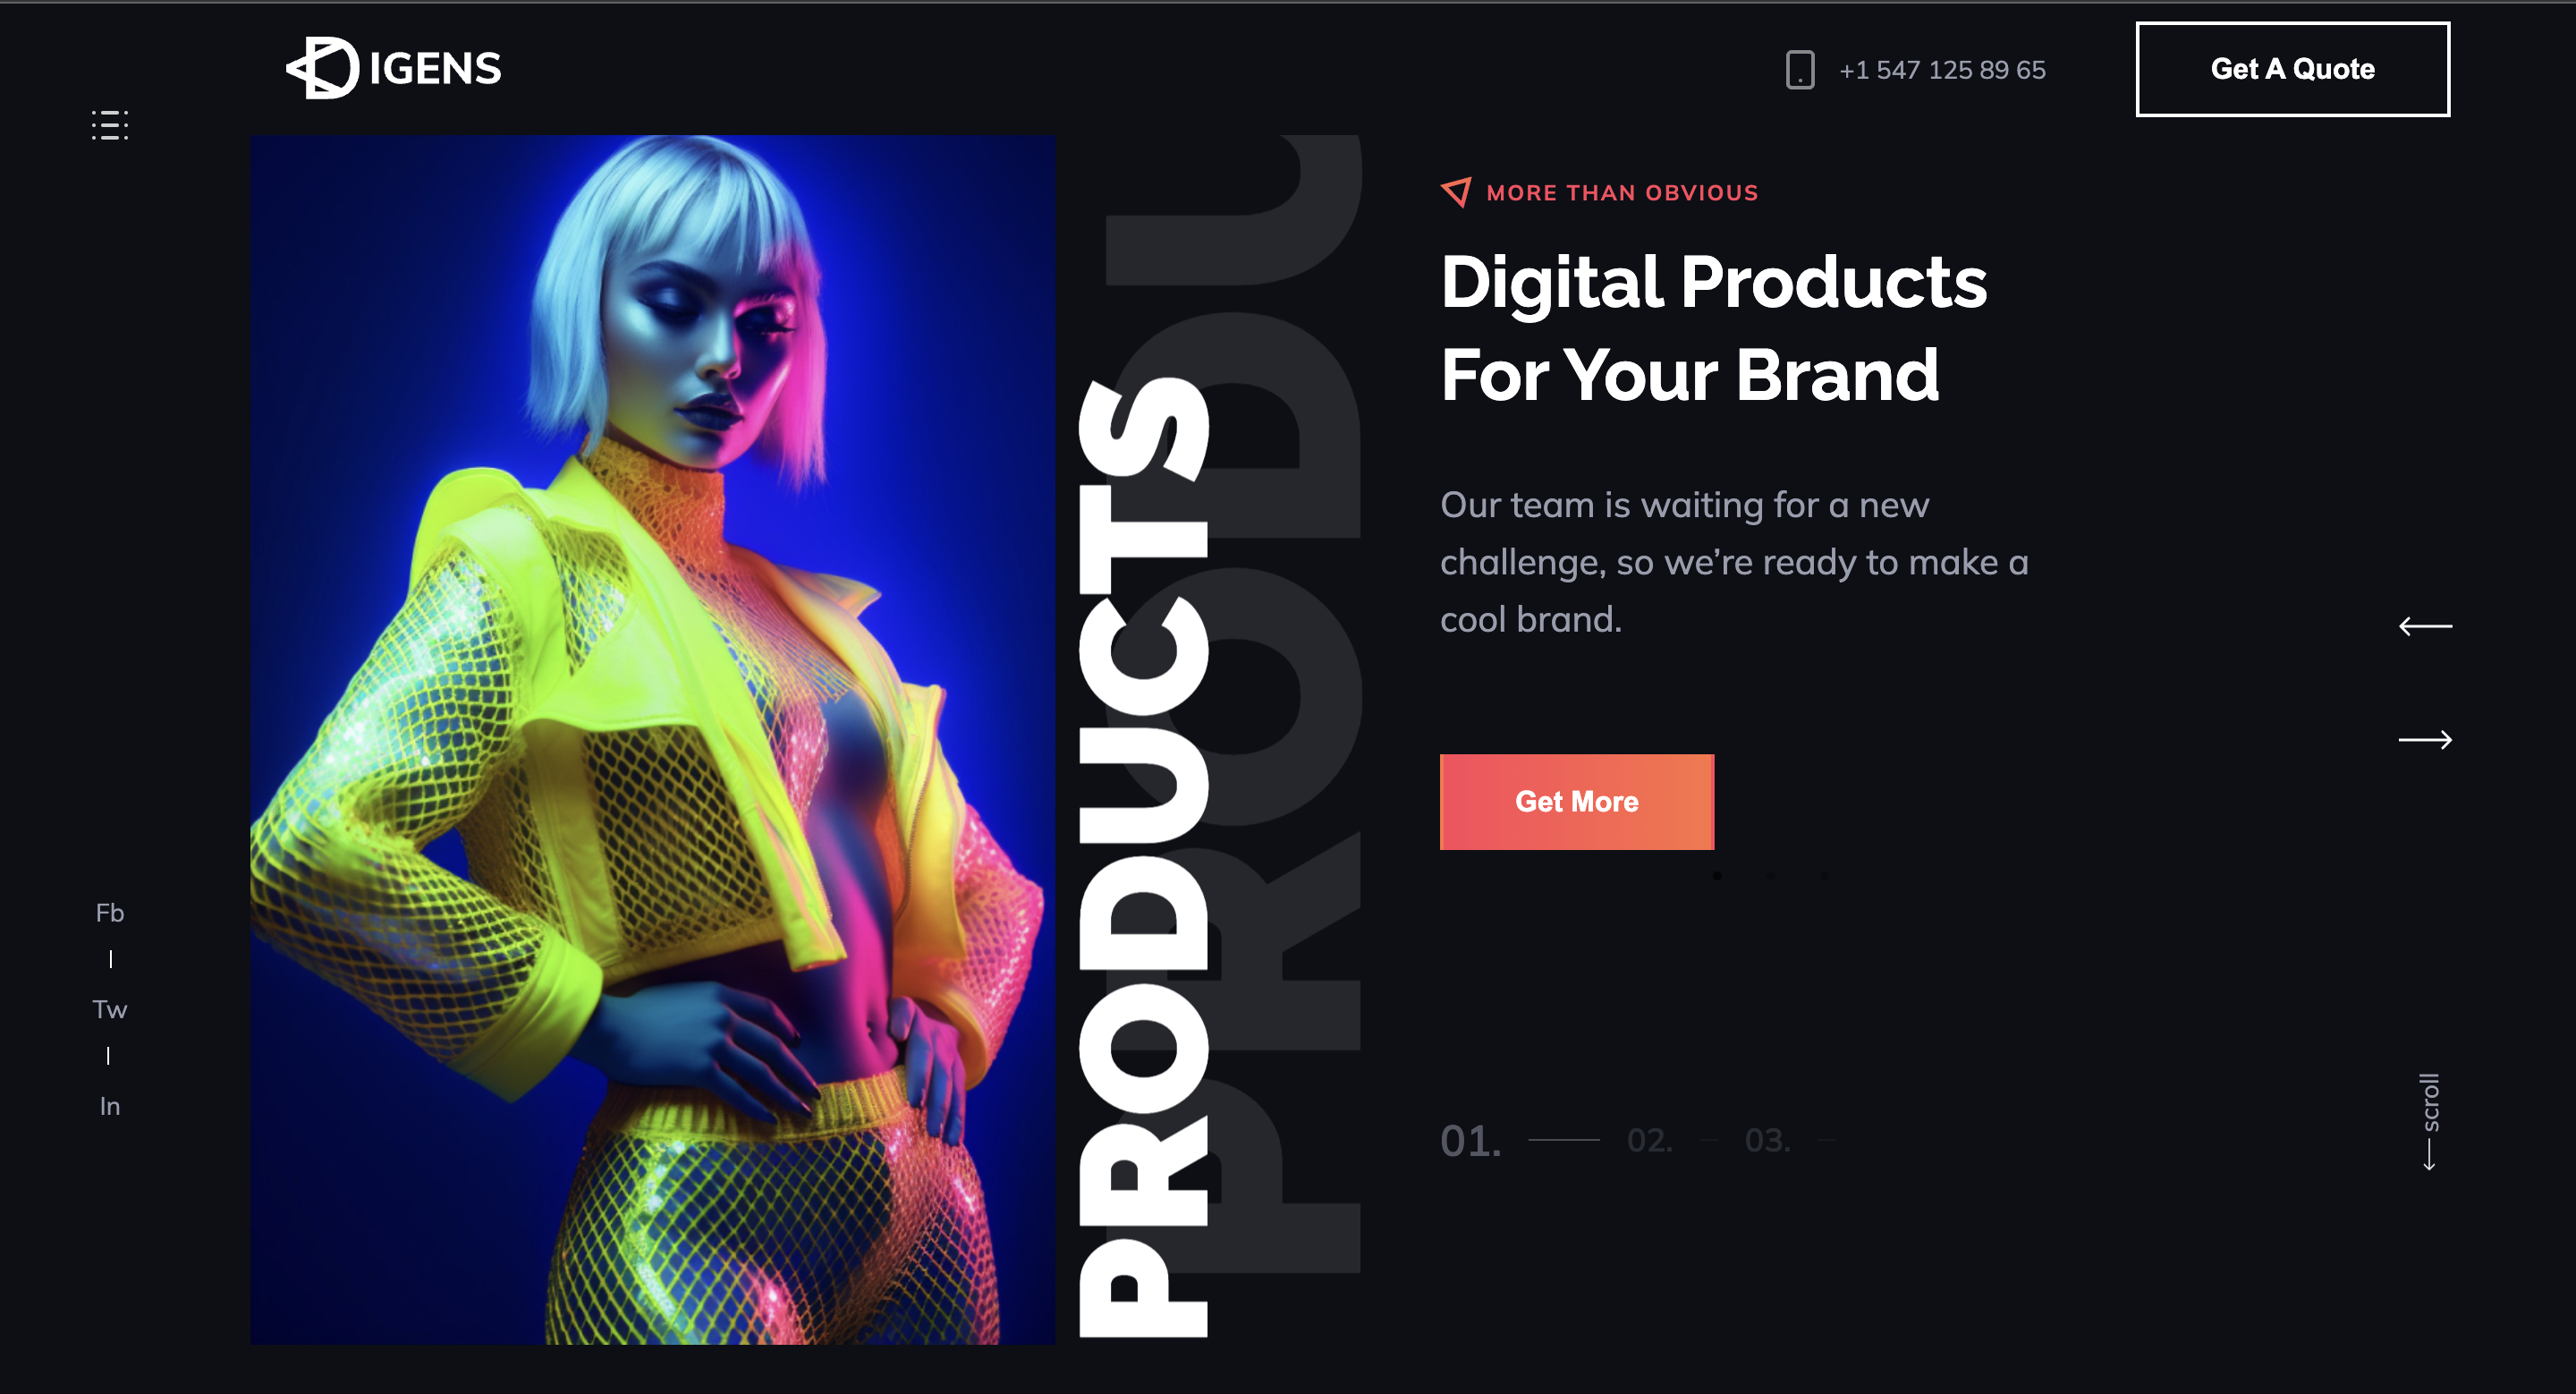 DIGENS
+1 547 125 89 65
Get A Quote
MORE THAN OBVIOUS
Digital Products
For Your Brand
Our team is waiting for a new
challenge, so we’re ready to make a
cool brand.
Get More
PRODUCTS
PRODU
Fb
Tw
In
01.
02.
03.
scroll